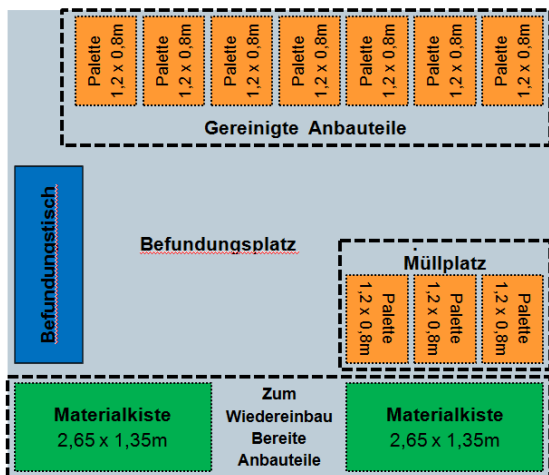 Palette
1,2 x 0,8m
Palette
1,2 x 0,8m
Palette
1,2 x 0,8m
Palette
1,2 x 0,8m
Palette
1,2 x 0,8m
Palette
1,2 x 0,8m
Palette
1,2 x 0,8m
Gereinigte Anbauteile
Befundungstisch
Befundungsplatz
Müllplatz
Palette
1,2 x 0,8m
Palette
1,2 x 0,8m
Palette
1,2 x 0,8m
Materialkiste
2,65 x 1,35m
Zum
Wiedereinbau
Bereite
Anbauteile
Materialkiste
2,65 x 1,35m